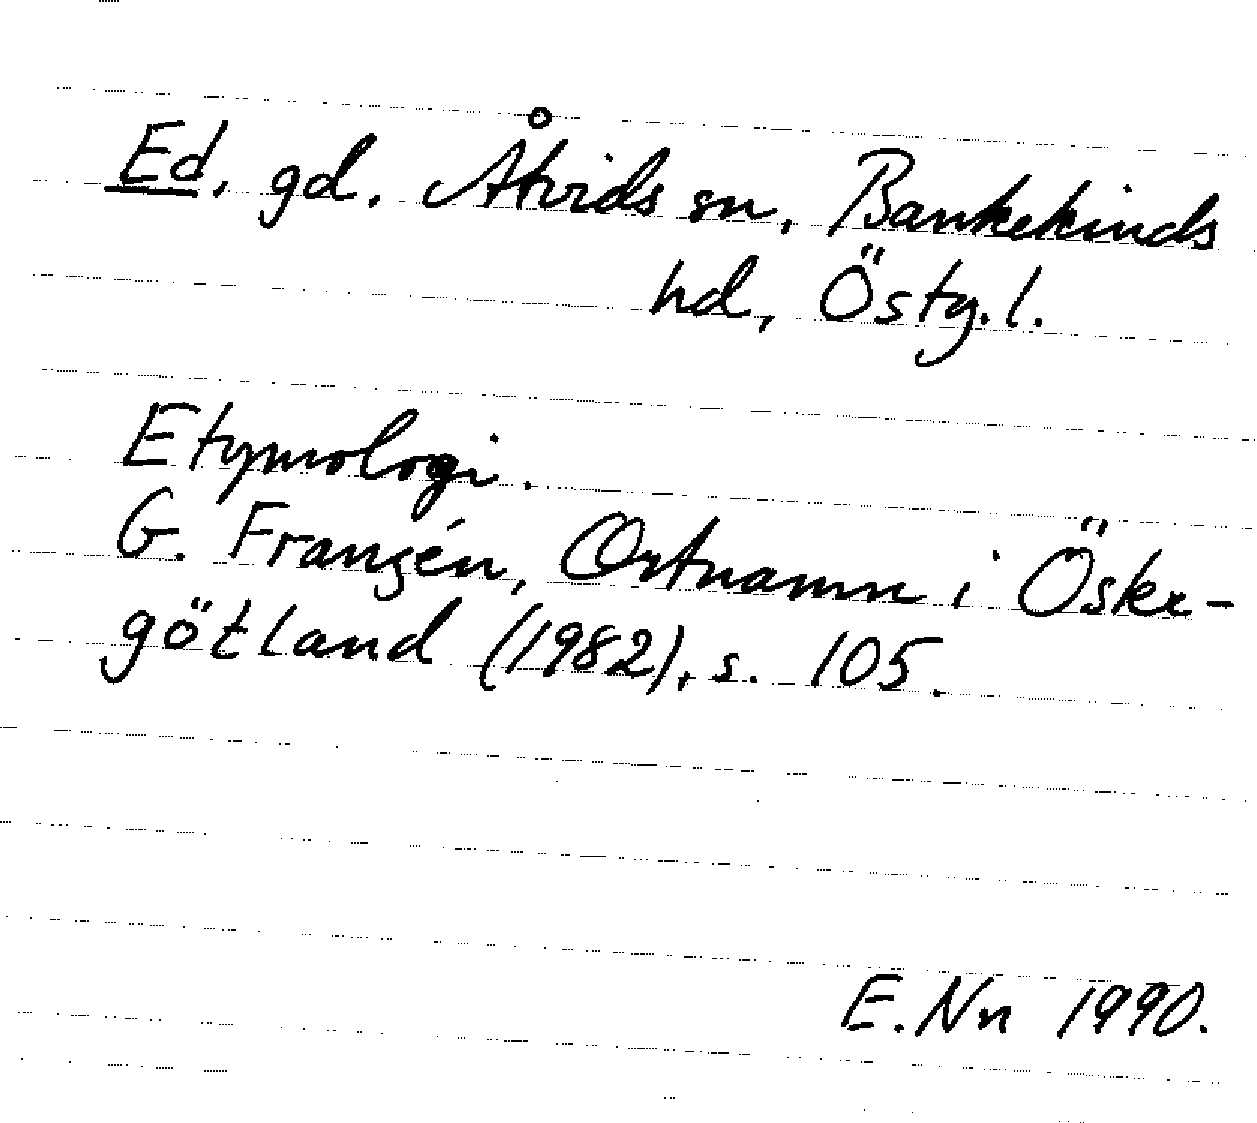 Ed, gd. Åtvids sn, Bankekinds
hd, Östg.l.
Etymologi.
G. Franzén, Ortnamn i Öster-
götland (1982), s. 105.
E. Nn 1990.